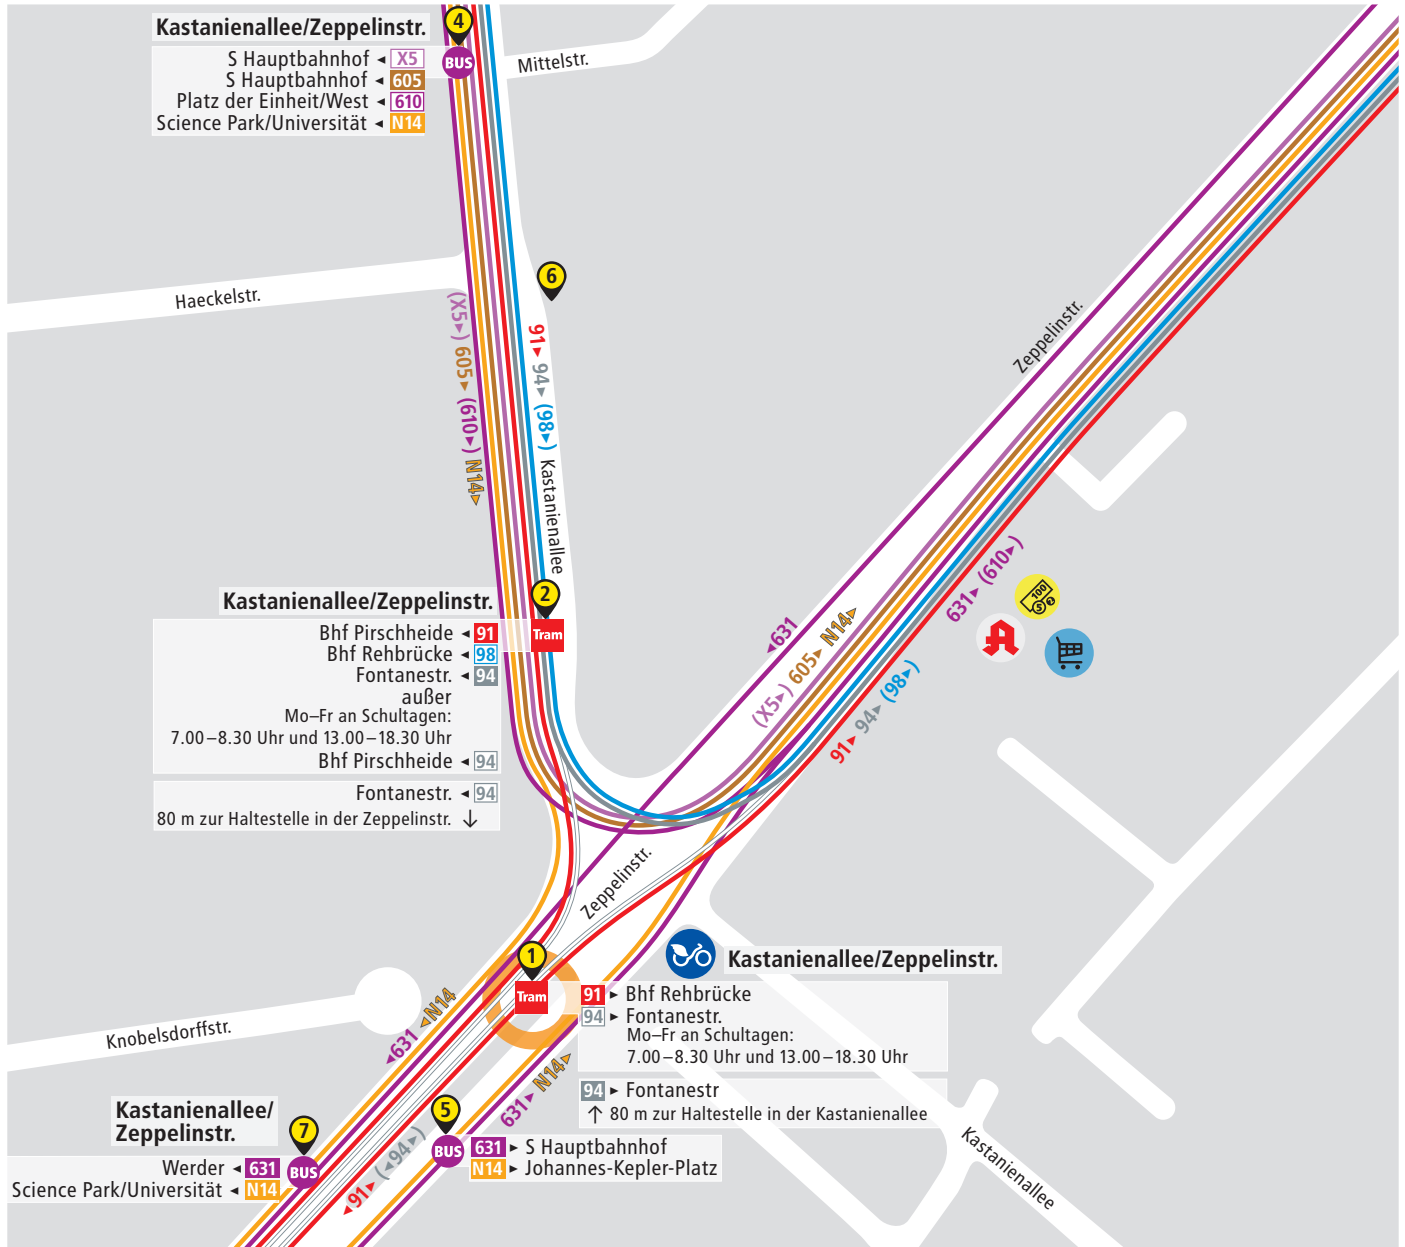 Kastanienallee/Zeppelinstr.
4
S Hauptbahnhof ◄ X5
S Hauptbahnhof ◄ 605
Platz der Einheit/West ◄ 610
Science Park/Universität ◄ N14
BUS
Mittelstr.
Haeckelstr.
6
(X5►) 605► (610►) N14►
91► 94► (98►)
Kastanienallee
Zeppelinstr.
Kastanienallee/Zeppelinstr.
2
Tram
Bhf Pirschheide ◄ 91
Bhf Rehbrücke ◄ 98
Fontanestr. ◄ 94
außer
Mo–Fr an Schultagen:
7.00–8.30 Uhr und 13.00–18.30 Uhr
Bhf Pirschheide ◄ 94
Fontanestr. ◄ 94
80 m zur Haltestelle in der Zeppelinstr. ↓
◄631
(X5►) 605► N14►
631► (610►)
91► 94► (98►)
100
$
A
Zeppelinstr.
1
Tram
Kastanienallee/Zeppelinstr.
91 ► Bhf Rehbrücke
94 ► Fontanestr.
Mo–Fr an Schultagen:
7.00–8.30 Uhr und 13.00–18.30 Uhr
94 ► Fontanestr
↑ 80 m zur Haltestelle in der Kastanienallee
Knobelsdorffstr.
◄631 ◄N14
631► N14►
◄91► (◄94►)
Kastanienallee/
Zeppelinstr.
7
BUS
Werder ◄ 631
Science Park/Universität ◄ N14
5
BUS
631 ► S Hauptbahnhof
N14 ► Johannes-Kepler-Platz
Kastanienallee